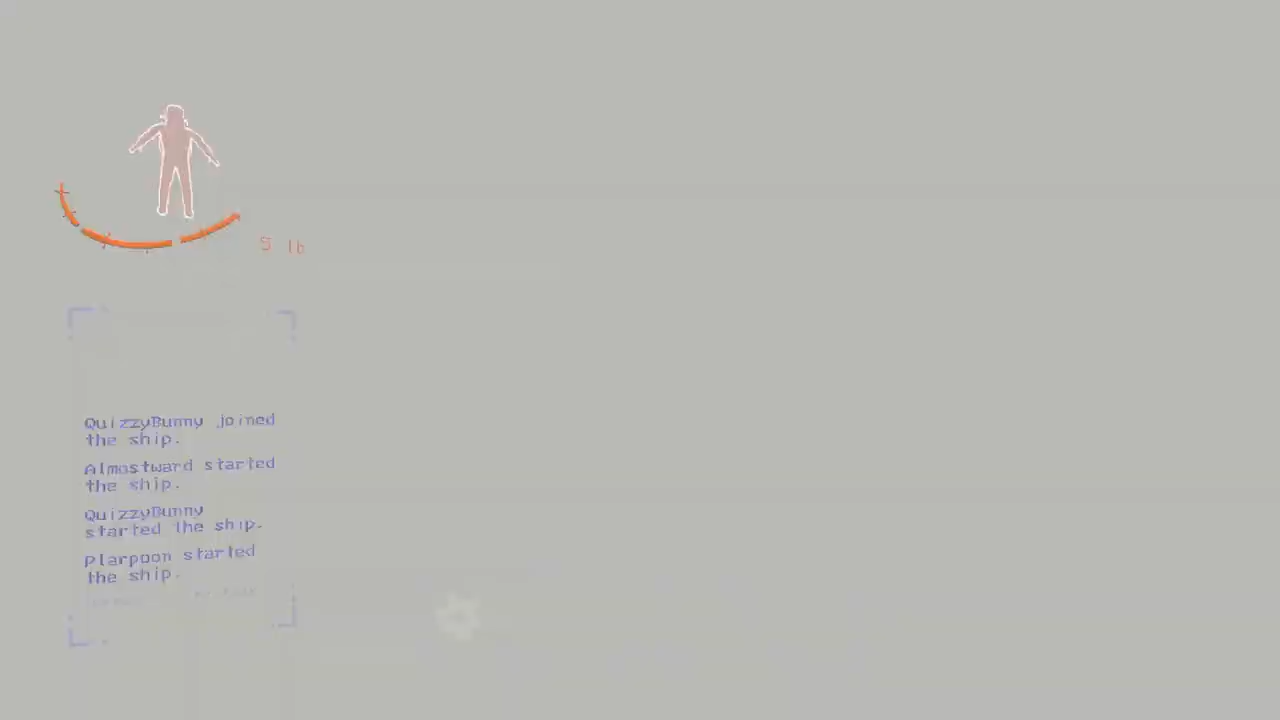 5 lb
QuizzyBunny joined
the ship.
Almostward started
the ship.
QuizzyBunny
started the ship.
Plarpoon started
the ship.